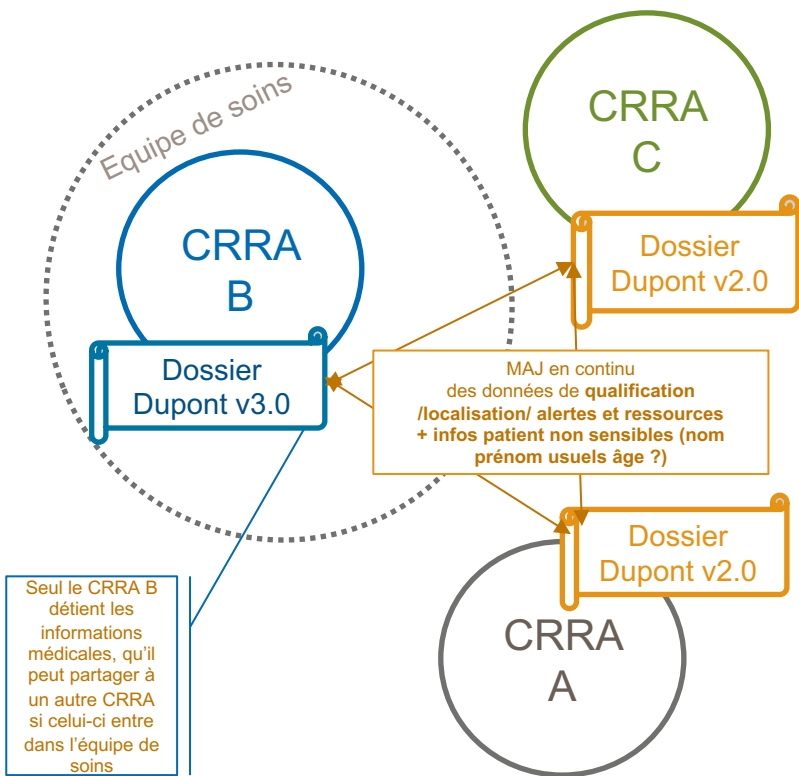 Equipe de soins
CRRA
C
CRRA
B
Dossier
Dupont v2.0
Dossier
Dupont v3.0
MAJ en continu
des données de qualification
/localisation/ alertes et ressources
+ infos patient non sensibles (nom
prénom usuels âge ?)
Dossier
Dupont v2.0
Seul le CRRA B
détient les
informations
médicales, qu’il
peut partager à
un autre CRRA
si celui-ci entre
dans l’équipe de
soins
CRRA
A